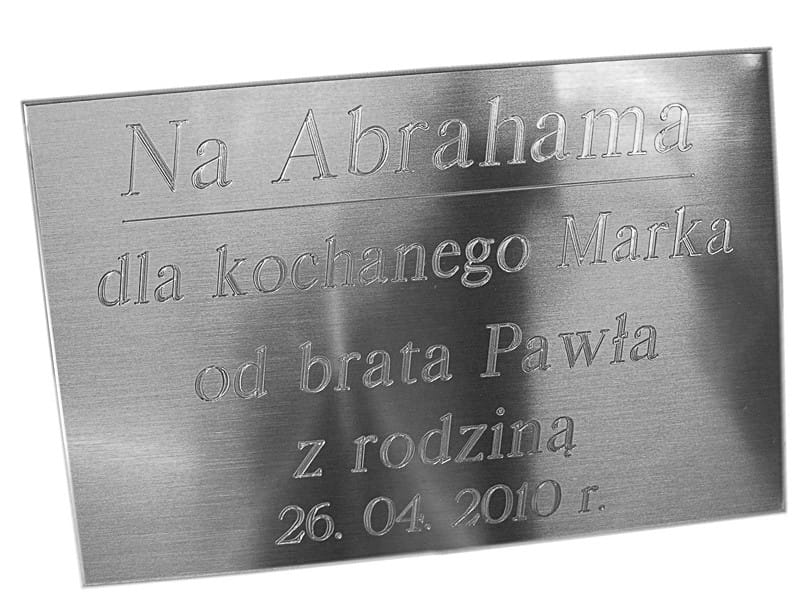 Na Abrahama
dla kochanego Marka
od brata Pawła
z rodziną
26. 04. 2010 r.